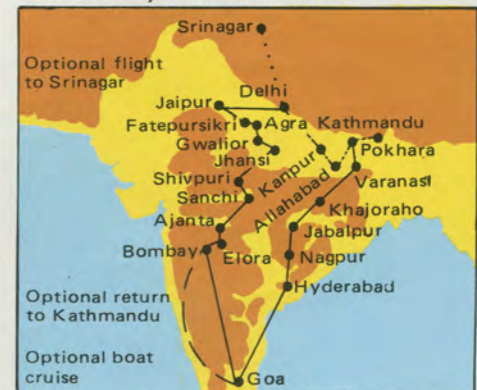 Srinagar
Optional flight
to Srinagar
Delhi
Jaipur
Fatepursikri
Agra
Kathmandu
Gwalior
Pokhara
Jhansi
Kanpur
Varanasi
Shivpuri
Allahabad
Sanchi
Khajoraho
Ajanta
Jabalpur
Bombay
Elora
Nagpur
Optional return
to Kathmandu
Hyderabad
Optional boat
cruise
Goa